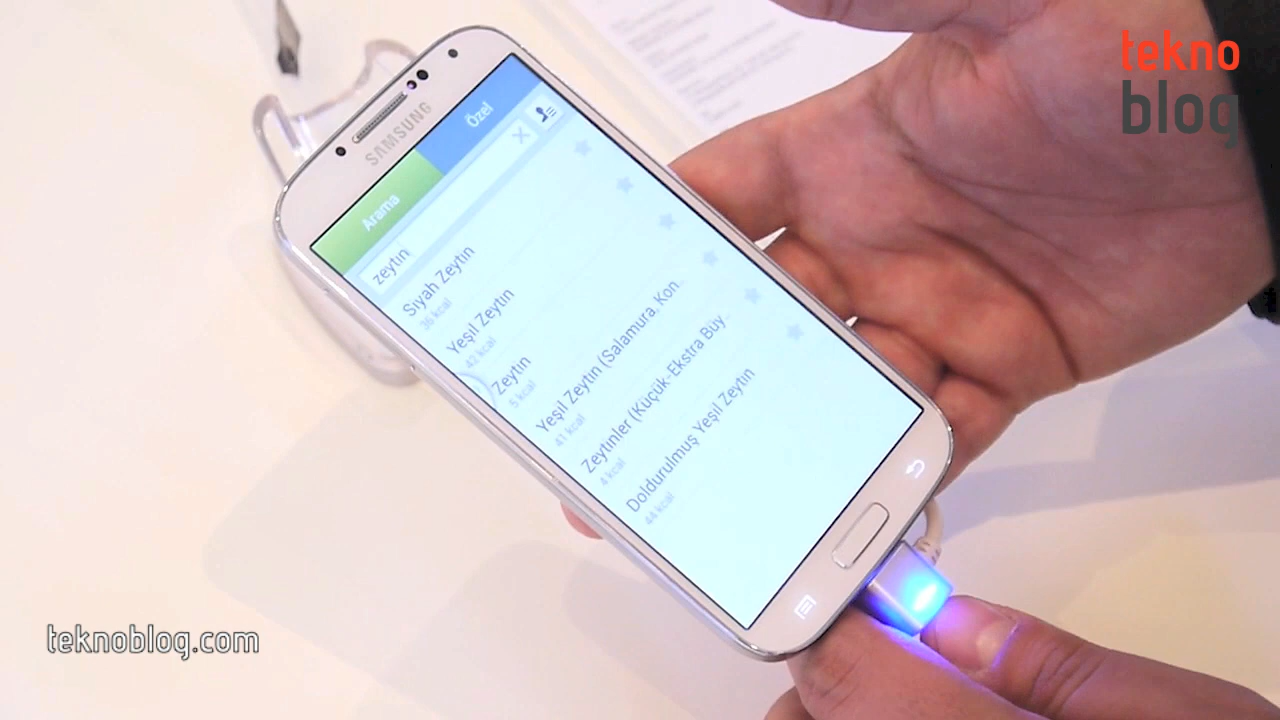 tekno
blog
SAMSUNG
Arama
Özel
zeytin
Siyah Zeytin
36 kcal
Yeşil Zeytin
42 kcal
Zeytin
5 kcal
Yeşil Zeytin (Salamura, Kon...
41 kcal
Zeytinler (Küçük-Ekstra Büy...
4 kcal
Doldurulmuş Yeşil Zeytin
44 kcal
teknoblog.com